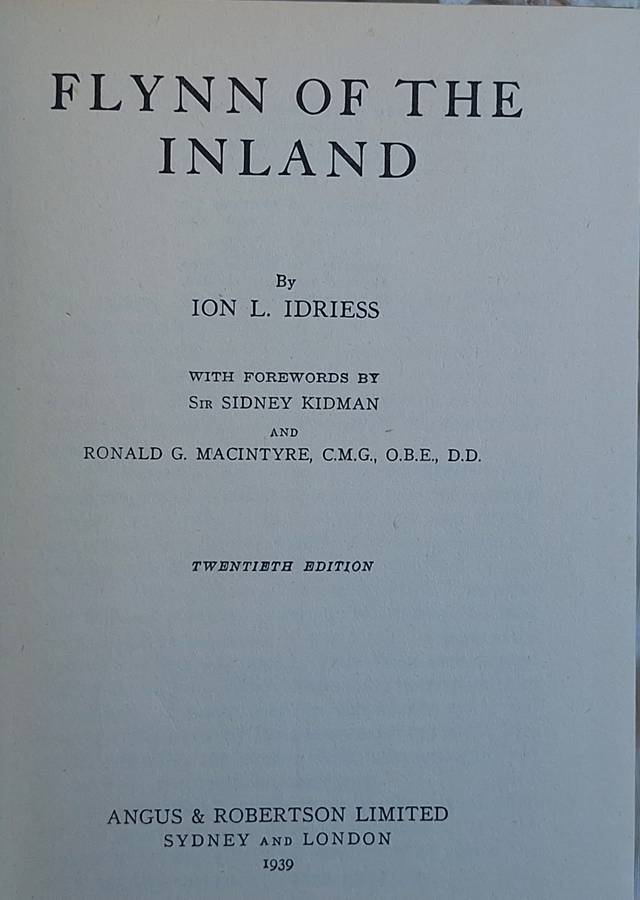 FLYNN OF THE
INLAND
By
ION L. IDRIESS
WITH FOREWORDS BY
Sir SIDNEY KIDMAN
AND
RONALD G. MACINTYRE, C.M.G., O.B.E., D.D.
TWENTIETH EDITION
ANGUS & ROBERTSON LIMITED
SYDNEY AND LONDON
1939